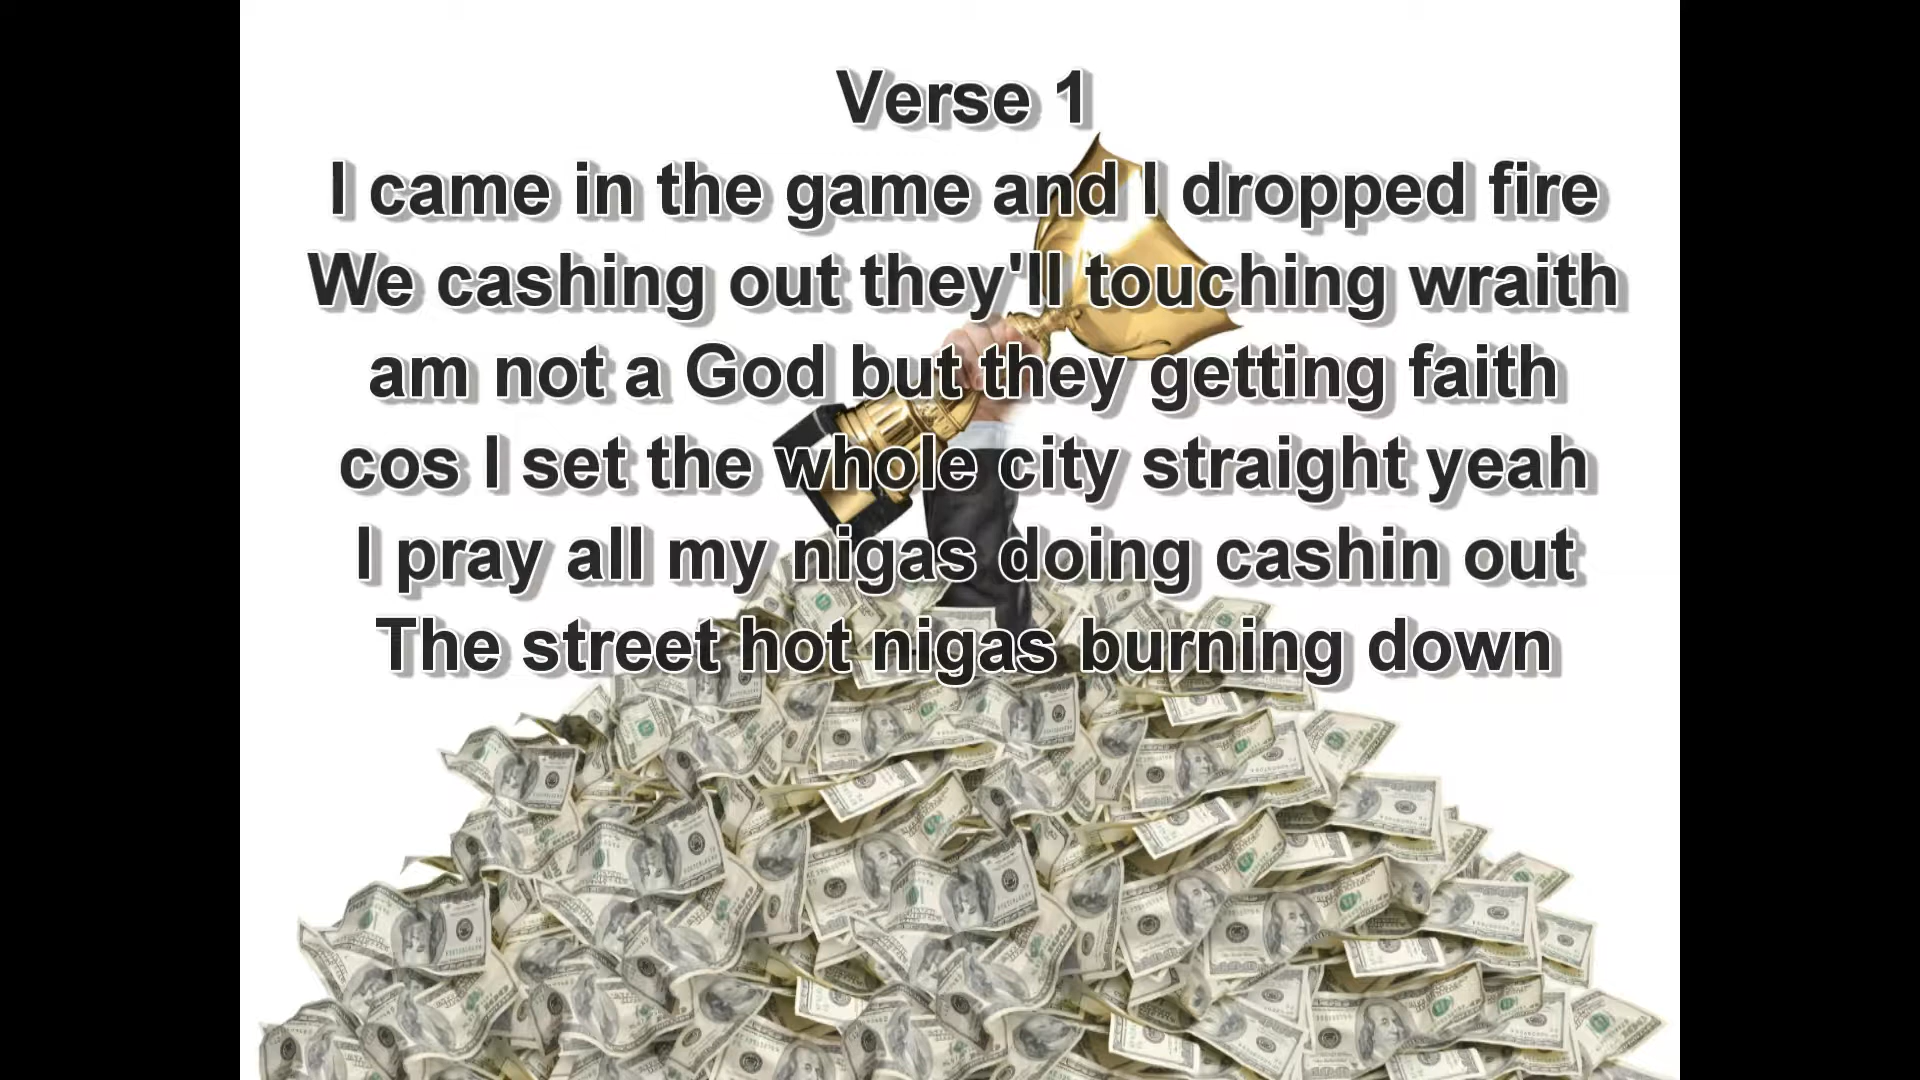 Verse 1
I came in the game and I dropped fire
We cashing out they'll touching wraith
am not a God but they getting faith
cos I set the whole city straight yeah
I pray all my nigas doing cashin out
The street hot nigas burning down